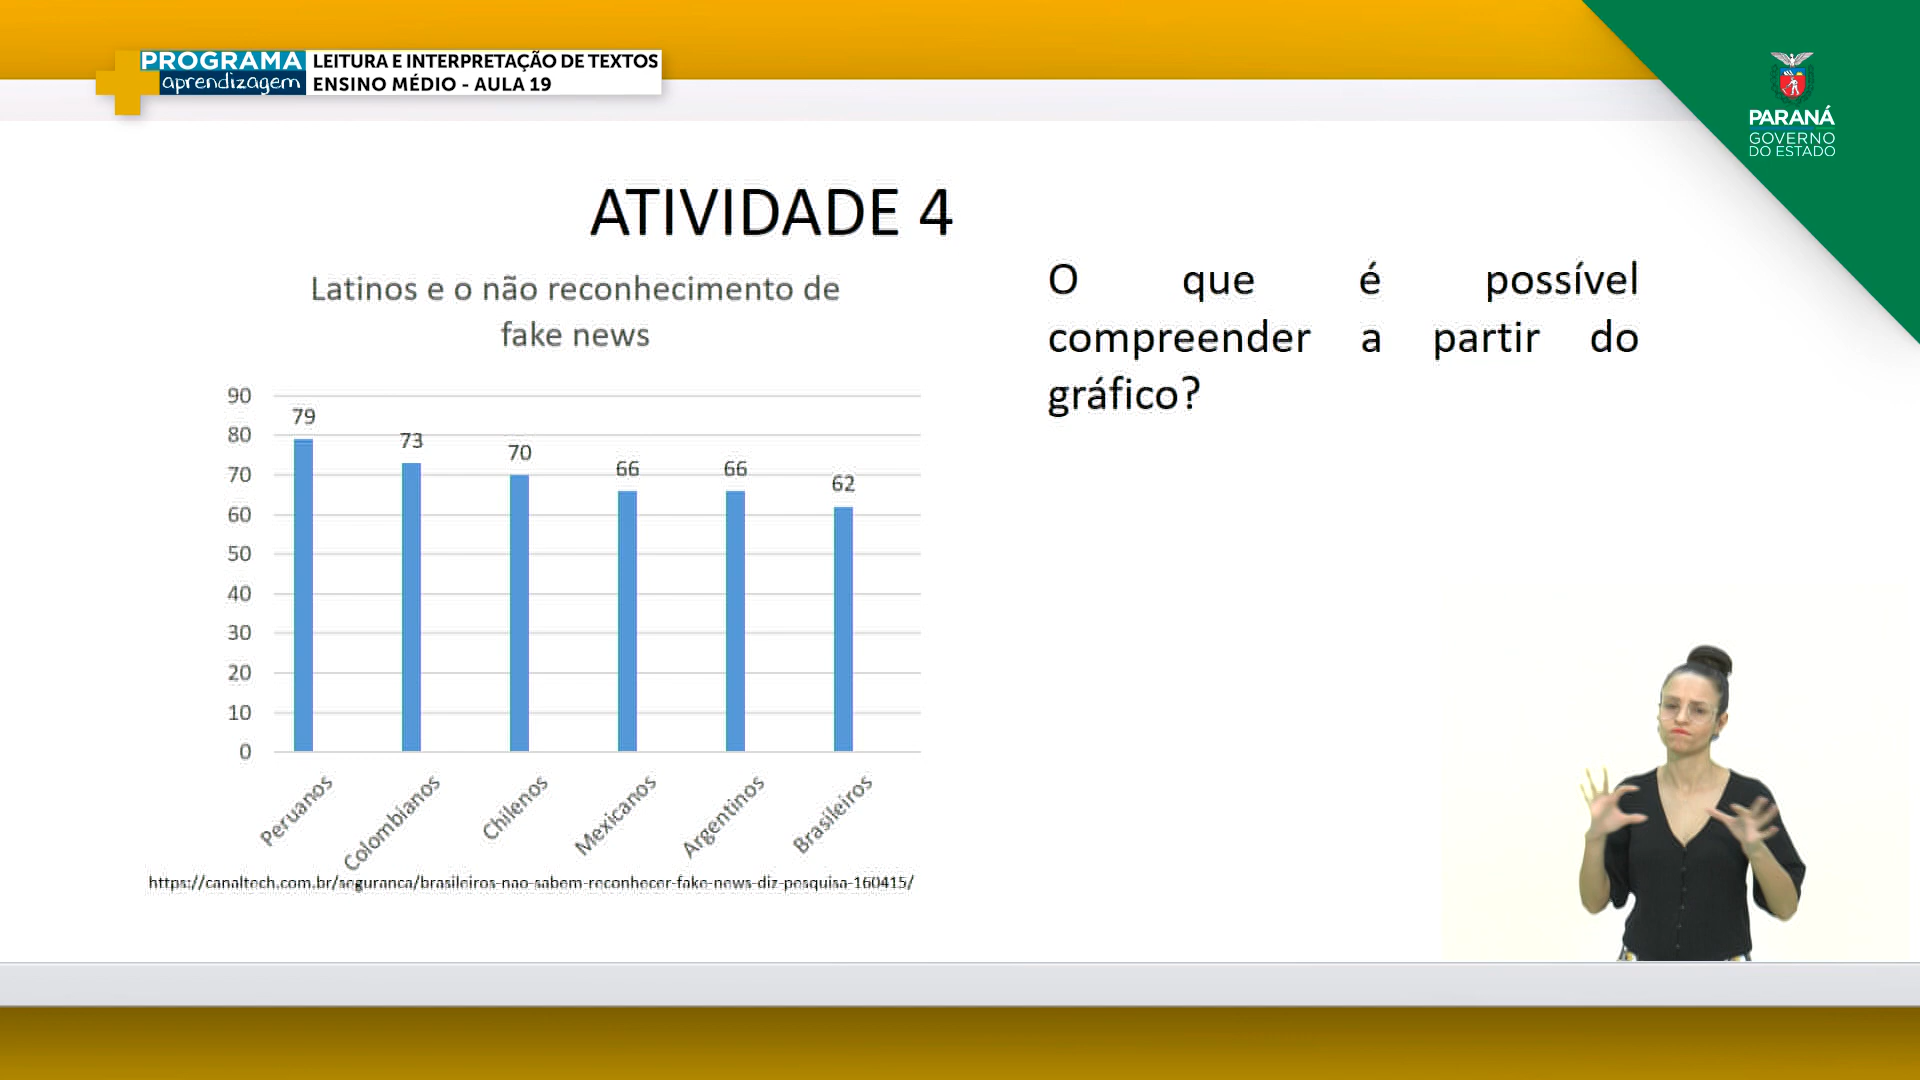 PROGRAMA
aprendizagem
LEITURA E INTERPRETAÇÃO DE TEXTOS
ENSINO MÉDIO - AULA 19
PARANÁ
GOVERNO
DO ESTADO
ATIVIDADE 4
Latinos e o não reconhecimento de
fake news
90
80
70
60
50
40
30
20
10
0
79
73
70
66
66
62
Peruanos
Colombianos
Chilenos
Mexicanos
Argentinos
Brasileiros
https://canaltech.com.br/seguranca/brasileiros-nao-sabem-reconhecer-fake-news-diz-pesquisa-160415/
O que é possível
compreender a partir do
gráfico?